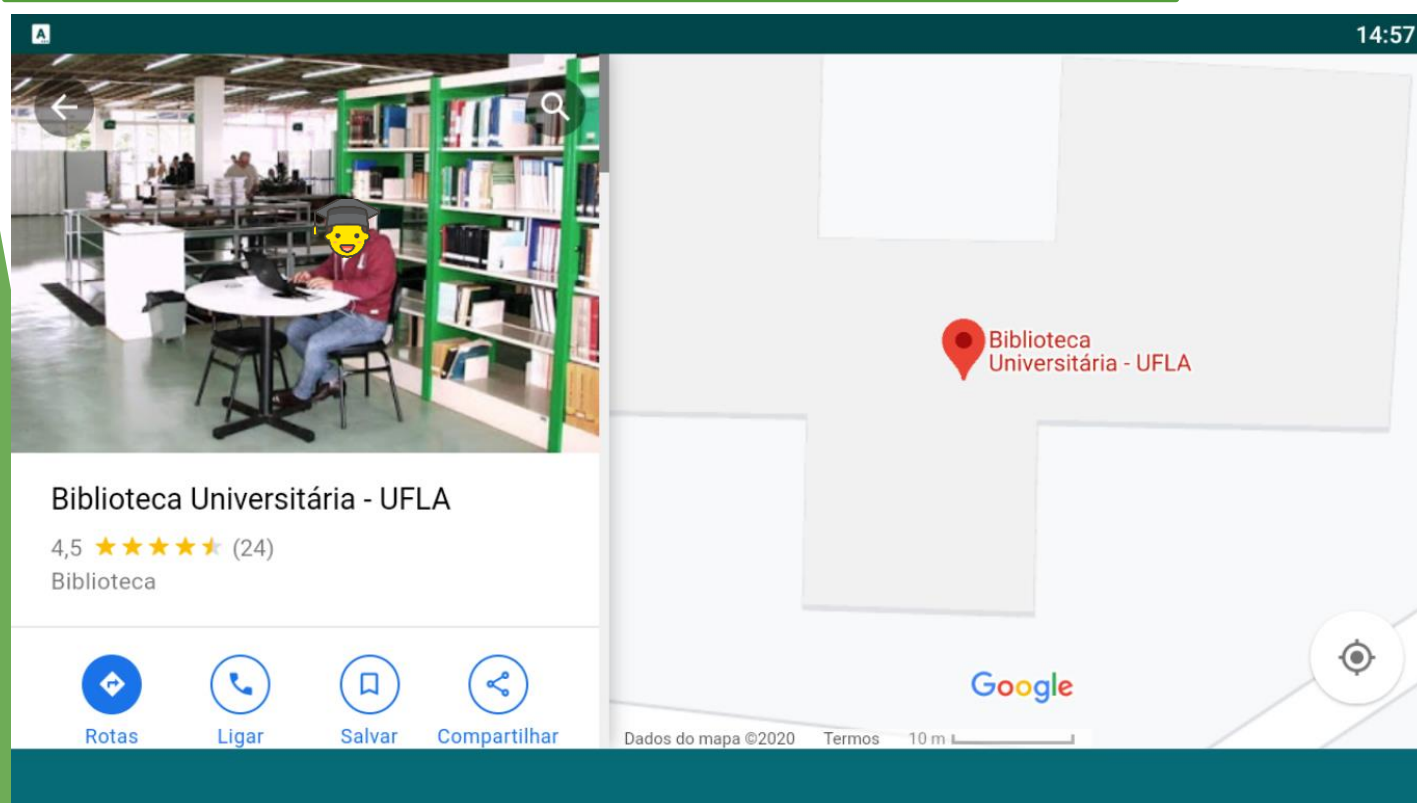 A
14:57
Biblioteca
Universitária - UFLA
Biblioteca Universitária - UFLA
4,5 (24)
Biblioteca
Rotas Ligar Salvar Compartilhar
Google
Dados do mapa ©2020 Termos 10 m